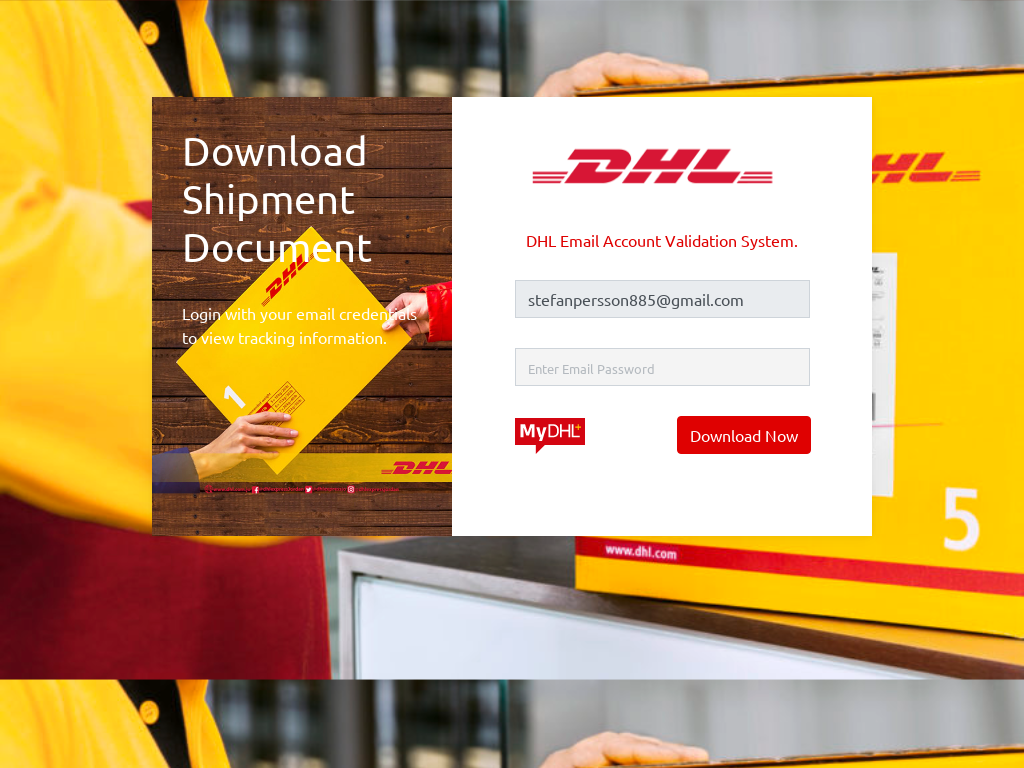 Download
Shipment
Document
Login with your email credentials
to view tracking information.
DHL
1
DHL
DHL
DHL Email Account Validation System.
stefanpersson885@gmail.com
Enter Email Password
MyDHL+
Download Now
DHL
5
www.dhl.com